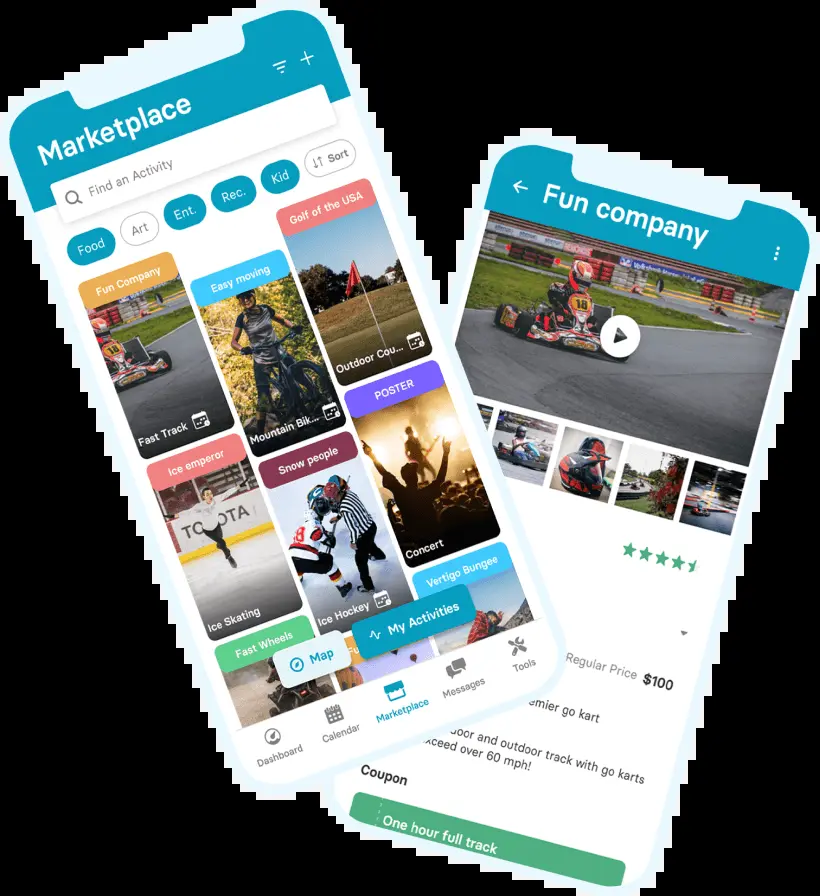 Marketplace
Find an Activity
Food
Art
Ent.
Rec.
Kid
Sort
Fun Company
Fast Track
Easy moving
Mountain Bik...
Golf of the USA
Outdoor Cou...
Ice emperor
TOYOTA
Ice Skating
Snow people
Ice Hockey
POSTER
Concert
Vertigo Bungee
Fast Wheels
Fu
Map
My Activities
Dashboard
Calendar
Marketplace
Messages
Tools
Fun company
18
Regular Price $100
emier go kart
door and outdoor track with go karts
xceed over 60 mph!
Coupon
One hour full track